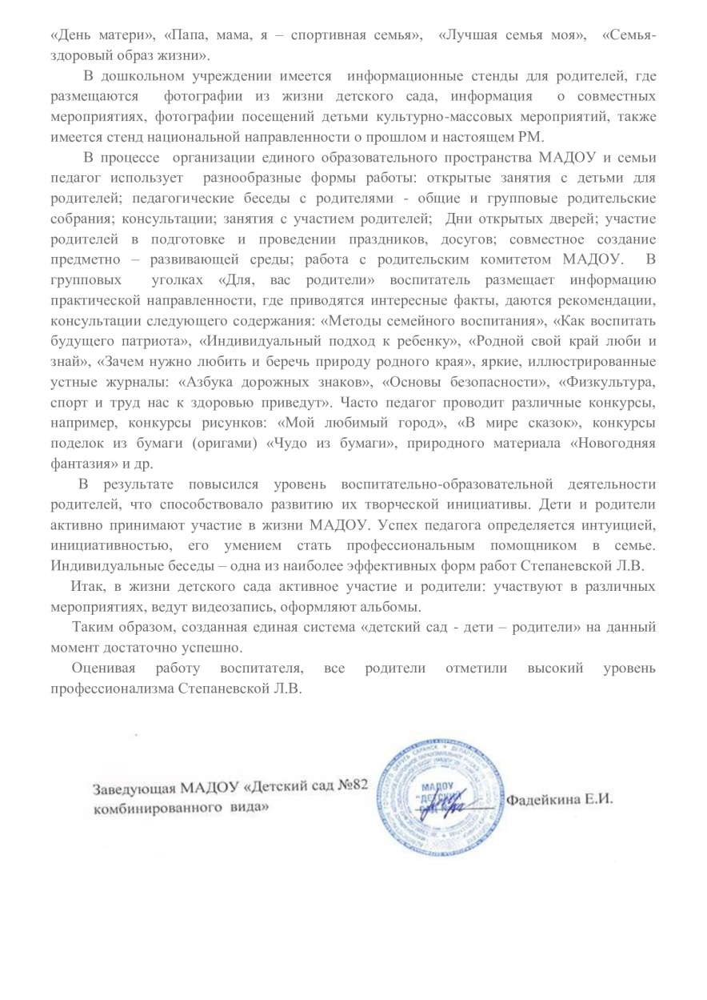 «День матери», «Папа, мама, я – спортивная семья», «Лучшая семья моя», «Семья-
здоровый образ жизни».
В дошкольном учреждении имеется информационные стенды для родителей, где
размещаются фотографии из жизни детского сада, информация о совместных
мероприятиях, фотографии посещений детьми культурно-массовых мероприятий, также
имеется стенд национальной направленности о прошлом и настоящем РМ.
В процессе организации единого образовательного пространства МАДОУ и семьи
педагог использует разнообразные формы работы: открытые занятия с детьми для
родителей; педагогические беседы с родителями - общие и групповые родительские
собрания; консультации; занятия с участием родителей; Дни открытых дверей; участие
родителей в подготовке и проведении праздников, досугов; совместное создание
предметно – развивающей среды; работа с родительским комитетом МАДОУ. В
групповых уголках «Для, вас родители» воспитатель размещает информацию
практической направленности, где приводятся интересные факты, даются рекомендации,
консультации следующего содержания: «Методы семейного воспитания», «Как воспитать
будущего патриота», «Индивидуальный подход к ребенку», «Родной свой край люби и
знай», «Зачем нужно любить и беречь природу родного края», яркие, иллюстрированные
устные журналы: «Азбука дорожных знаков», «Основы безопасности», «Физкультура,
спорт и труд нас к здоровью приведут». Часто педагог проводит различные конкурсы,
например, конкурсы рисунков: «Мой любимый город», «В мире сказок», конкурсы
поделок из бумаги (оригами) «Чудо из бумаги», природного материала «Новогодняя
фантазия» и др.
В результате повысился уровень воспитательно-образовательной деятельности
родителей, что способствовало развитию их творческой инициативы. Дети и родители
активно принимают участие в жизни МАДОУ. Успех педагога определяется интуицией,
инициативностью, его умением стать профессиональным помощником в семье.
Индивидуальные беседы – одна из наиболее эффективных форм работ Степаневской Л.В.
Итак, в жизни детского сада активное участие и родители: участвуют в различных
мероприятиях, ведут видеозапись, оформляют альбомы.
Таким образом, созданная единая система «детский сад - дети – родители» на данный
момент достаточно успешно.
Оценивая работу воспитателя, все родители отметили высокий уровень
профессионализма Степаневской Л.В.
Заведующая МАДОУ «Детский сад №82
комбинированного вида»
МАДОУ
"ДЕТСКИЙ
Фадейкина Е.И.